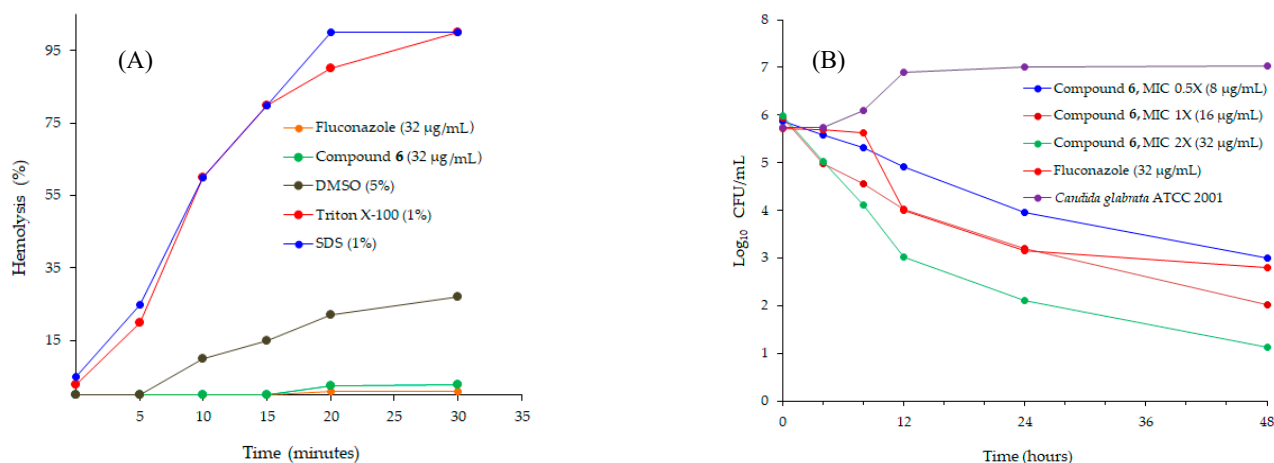 (A)
Hemolysis (%)
95
75
55
35
15
Fluconazole (32 µg/mL)
Compound 6 (32 µg/mL)
DMSO (5%)
Triton X-100 (1%)
SDS (1%)
5 10 15 20 25 30 35
Time (minutes)
(B)
Log₁₀ CFU/mL
8
7
6
5
4
3
2
1
0
Compound 6, MIC 0.5X (8 µg/mL)
Compound 6, MIC 1X (16 µg/mL)
Compound 6, MIC 2X (32 µg/mL)
Fluconazole (32 µg/mL)
Candida glabrata ATCC 2001
0 12 24 48
Time (hours)